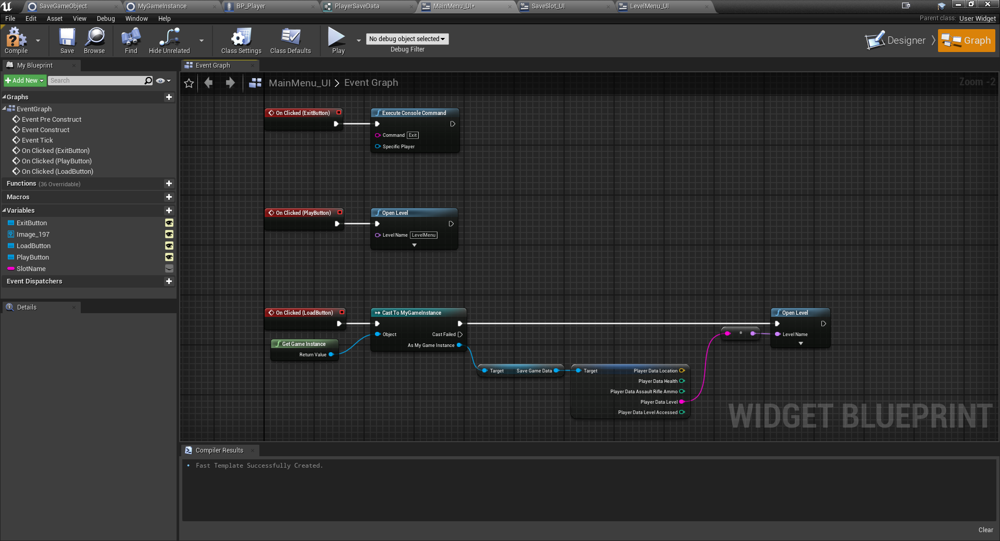 SaveGameObject
MyGameInstance
BP_Player
PlayerSaveData
MainMenu_UI*
SaveSlot_UI
LevelMenu_UI
File Edit Asset View Debug Window Help
Parent class: User Widget
Compile
Save
Browse
Find
Hide Unrelated
Class Settings
Class Defaults
Play
No debug object selected
Debug Filter
Designer
Graph
My Blueprint
Event Graph
Add New
Search
MainMenu_UI > Event Graph
Zoom -2
Graphs
EventGraph
Event Pre Construct
Event Construct
Event Tick
On Clicked (ExitButton)
On Clicked (PlayButton)
On Clicked (LoadButton)
Functions (36 Overridable)
Macros
Variables
ExitButton
Image_197
LoadButton
PlayButton
SlotName
Event Dispatchers
Details
On Clicked (ExitButton)
Execute Console Command
Command Exit
Specific Player
On Clicked (PlayButton)
Open Level
Level Name LevelMenu
On Clicked (LoadButton)
Cast To MyGameInstance
Object
Cast Failed
As My Game Instance
Get Game Instance
Return Value
Target Save Game Data
Target Player Data Location
Player Data Health
Player Data Assault Rifle Ammo
Player Data Level
Player Data Level Accessed
Open Level
Level Name
WIDGET BLUEPRINT
Compiler Results
Fast Template Successfully Created.
Clear